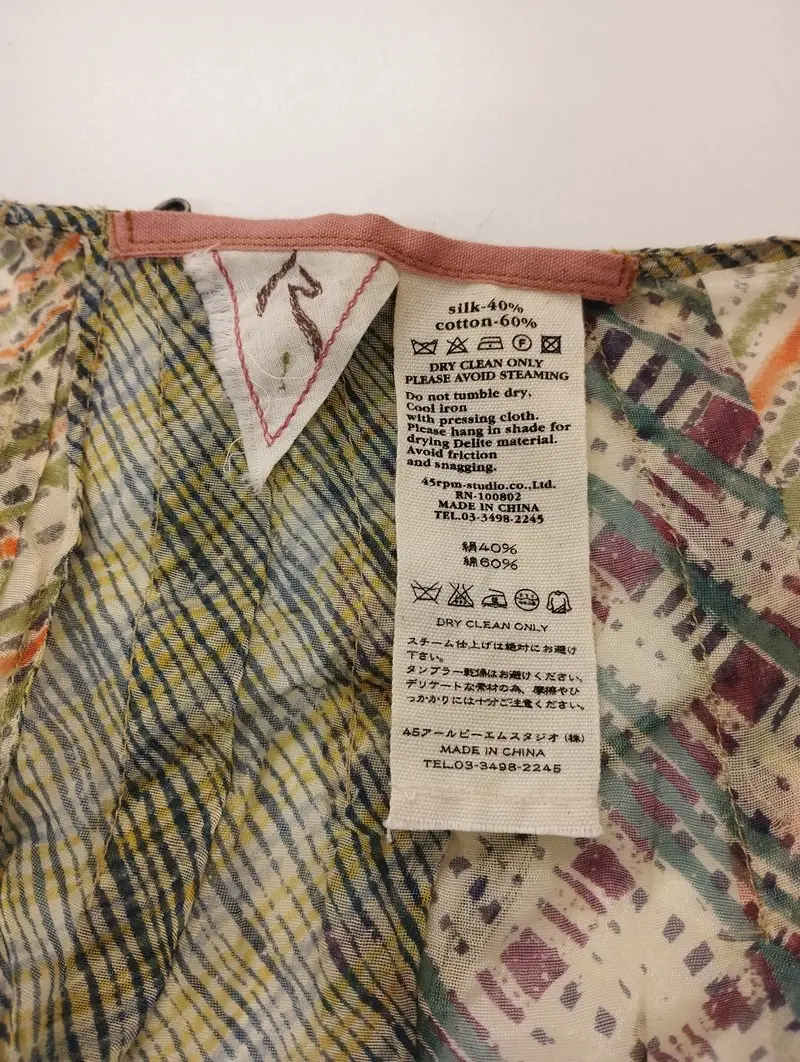 R
silk-40%
cotton-60%
DRY CLEAN ONLY
PLEASE AVOID STEAMING
Do not tumble dry,
Cool iron
with pressing cloth.
Please hang in shade for
drying Delite material.
Avoid friction
and snagging.
45rpm-studio.co.,Ltd.
RN-100802
MADE IN CHINA
TEL.03-3498-2245
絹40%
綿60%
DRY CLEAN ONLY
スチーム仕上げは絶対にお避け
下さい。
タンブラー乾燥はお避けください。
デリケートな素材の為、摩擦やひ
っかかりには十分ご注意ください。
45アールピーエムスタジオ(株)
MADE IN CHINA
TEL.03-3498-2245